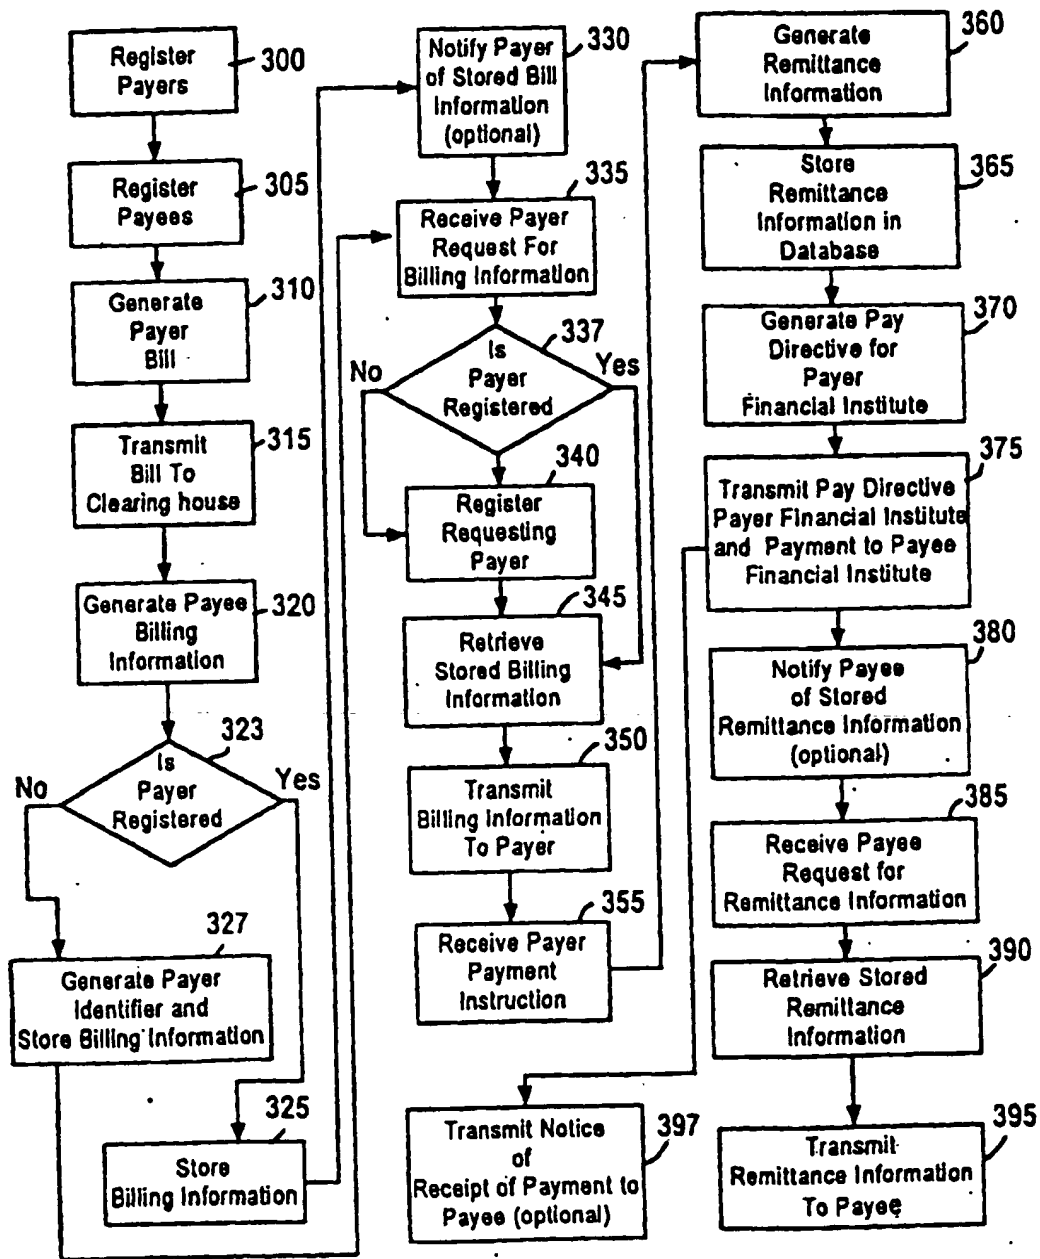 Register
Payers
300
Register
Payees
305
Generate
Payer
Bill
310
Transmit
Bill To
Clearing house
315
Generate Payee
Billing
Information
320
Is
Payer
Registered
323
No
Yes
Generate Payer
Identifier and
Store Billing Information
327
Store
Billing Information
325
Notify Payer
of Stored Bill
Information
(optional)
330
Receive Payer
Request For
Billing Information
335
Is
Payer
Registered
337
No
Yes
Register
Requesting
Payer
340
Retrieve
Stored Billing
Information
345
Transmit
Billing Information
To Payer
350
Receive Payer
Payment
Instruction
355
Generate
Remittance
Information
360
Store
Remittance
Information in
Database
365
Generate Pay
Directive for
Payer
Financial Institute
370
Transmit Pay Directive
Payer Financial Institute
and Payment to Payee
Financial Institute
375
Notify Payee
of Stored
Remittance Information
(optional)
380
Receive Payee
Request for
Remittance Information
385
Retrieve Stored
Remittance
Information
390
Transmit
Remittance Information
To Payee
395
Transmit Notice
of
Receipt of Payment to
Payee (optional)
397